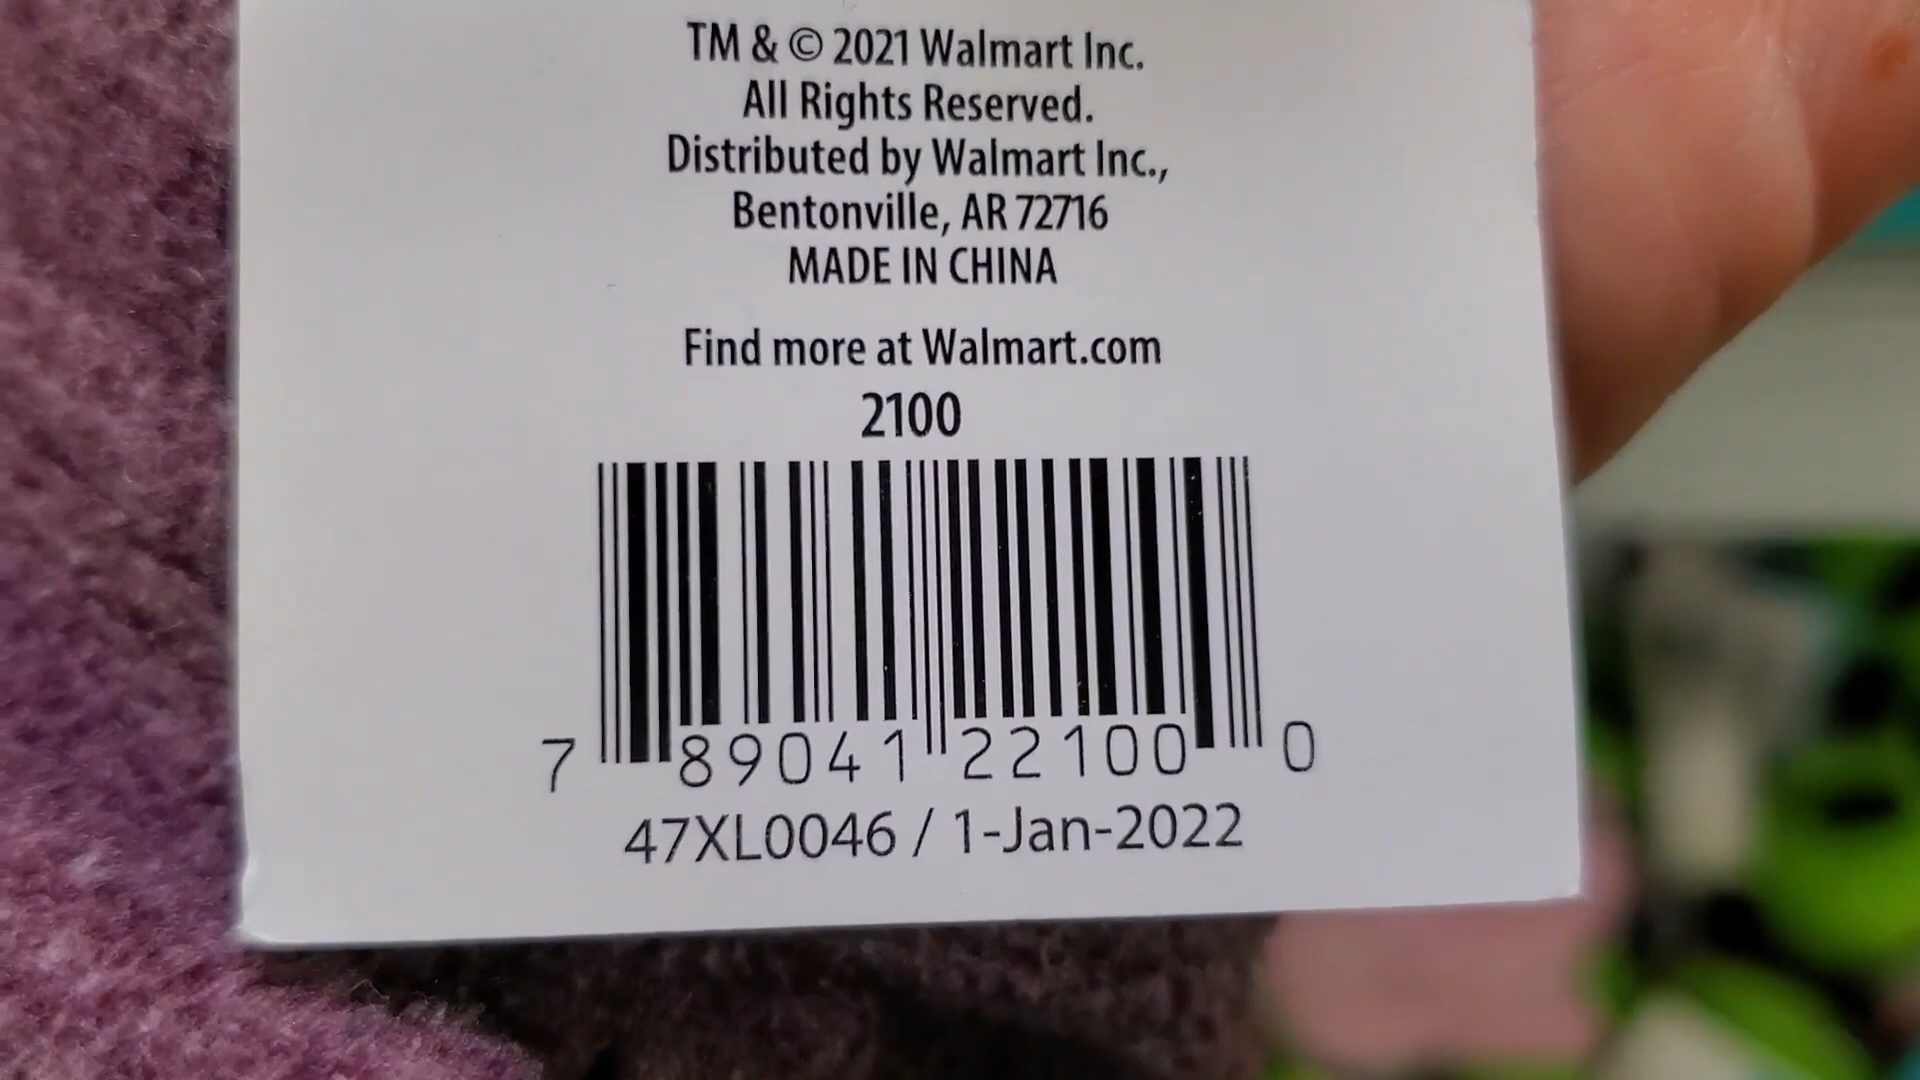 TM & © 2021 Walmart Inc.
All Rights Reserved.
Distributed by Walmart Inc.,
Bentonville, AR 72716
MADE IN CHINA
Find more at Walmart.com
2100
7 89041 22100 0
47XL0046 / 1-Jan-2022